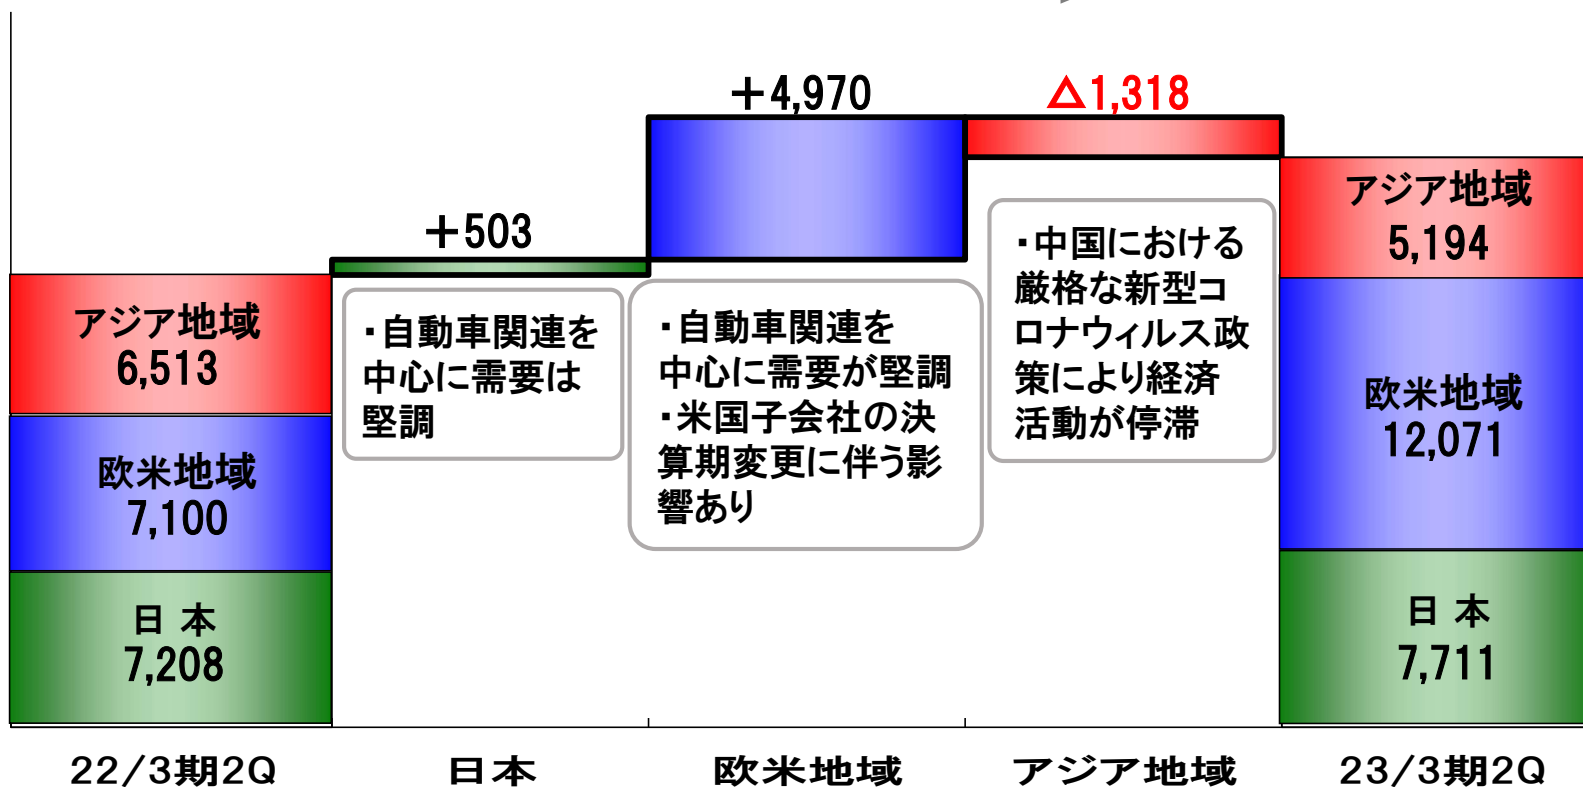 +4,970
△1,318
+503
アジア地域
6,513
欧米地域
7,100
日 本
7,208
・自動車関連を
中心に需要は
堅調
・自動車関連を
中心に需要が堅調
・米国子会社の決
算期変更に伴う影
響あり
・中国における
厳格な新型コ
ロナウィルス政
策により経済
活動が停滞
アジア地域
5,194
欧米地域
12,071
日 本
7,711
22/3期2Q
日本
欧米地域
アジア地域
23/3期2Q